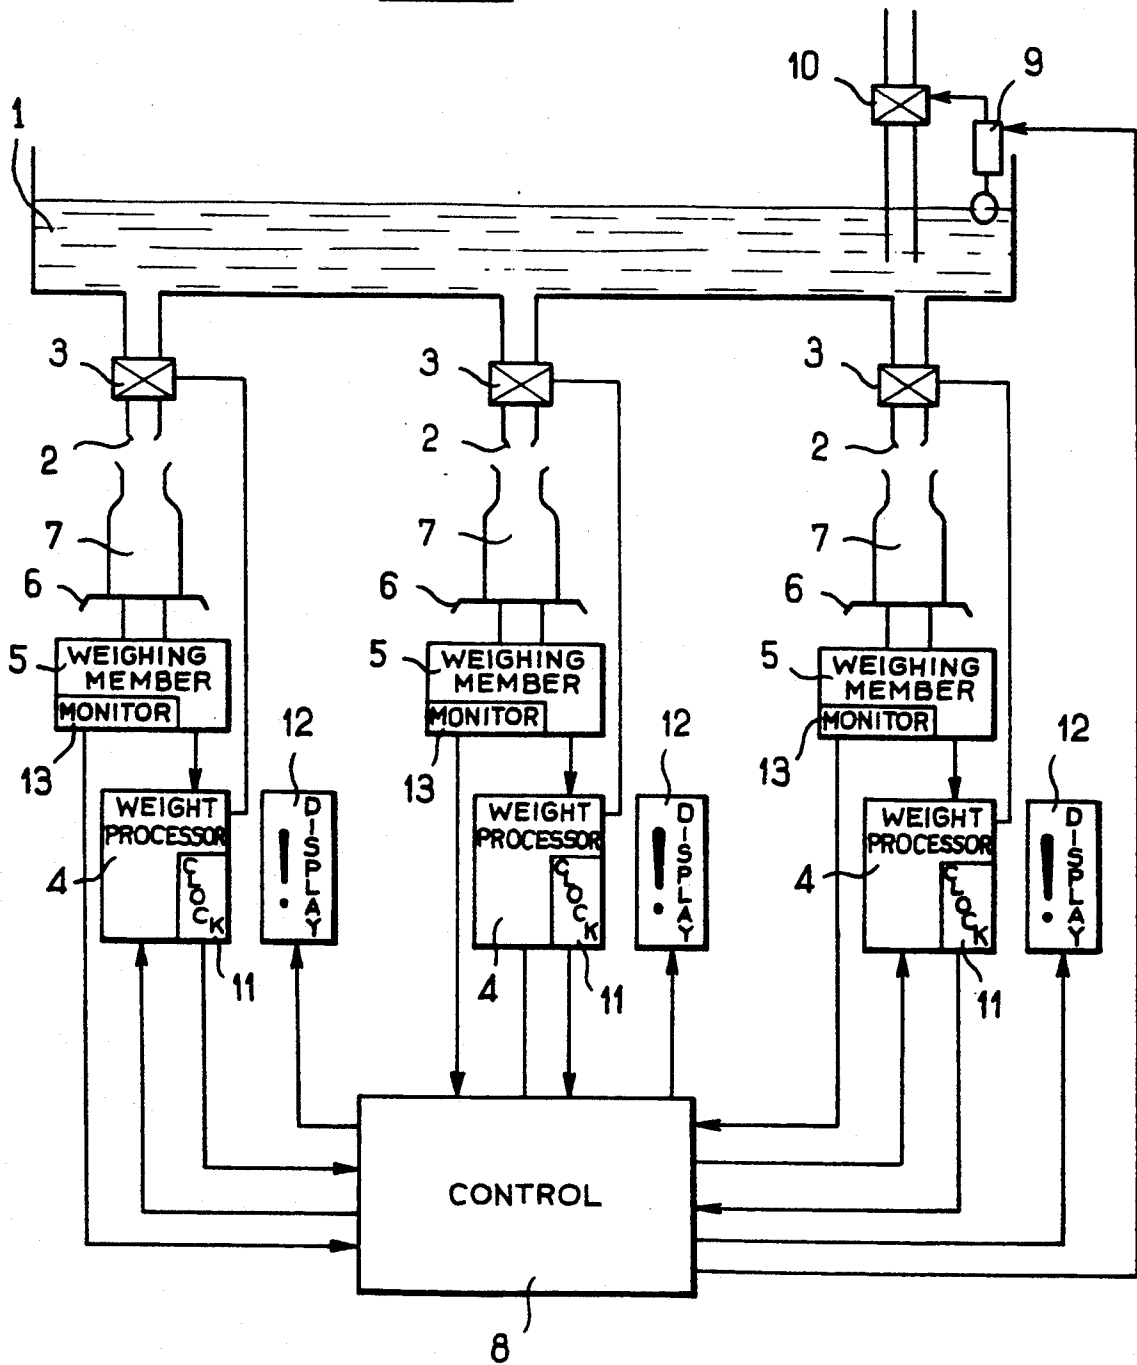 10
9
1
3
3
3
2
2
2
7
7
7
6
6
6
5
WEIGHING
MEMBER
MONITOR
13
5
WEIGHING
MEMBER
MONITOR
13
5
WEIGHING
MEMBER
MONITOR
13
12
12
12
WEIGHT
PROCESSOR
4
CLOCK
11
DISPLAY
!
WEIGHT
PROCESSOR
4
CLOCK
11
DISPLAY
!
WEIGHT
PROCESSOR
4
CLOCK
11
DISPLAY
!
CONTROL
8